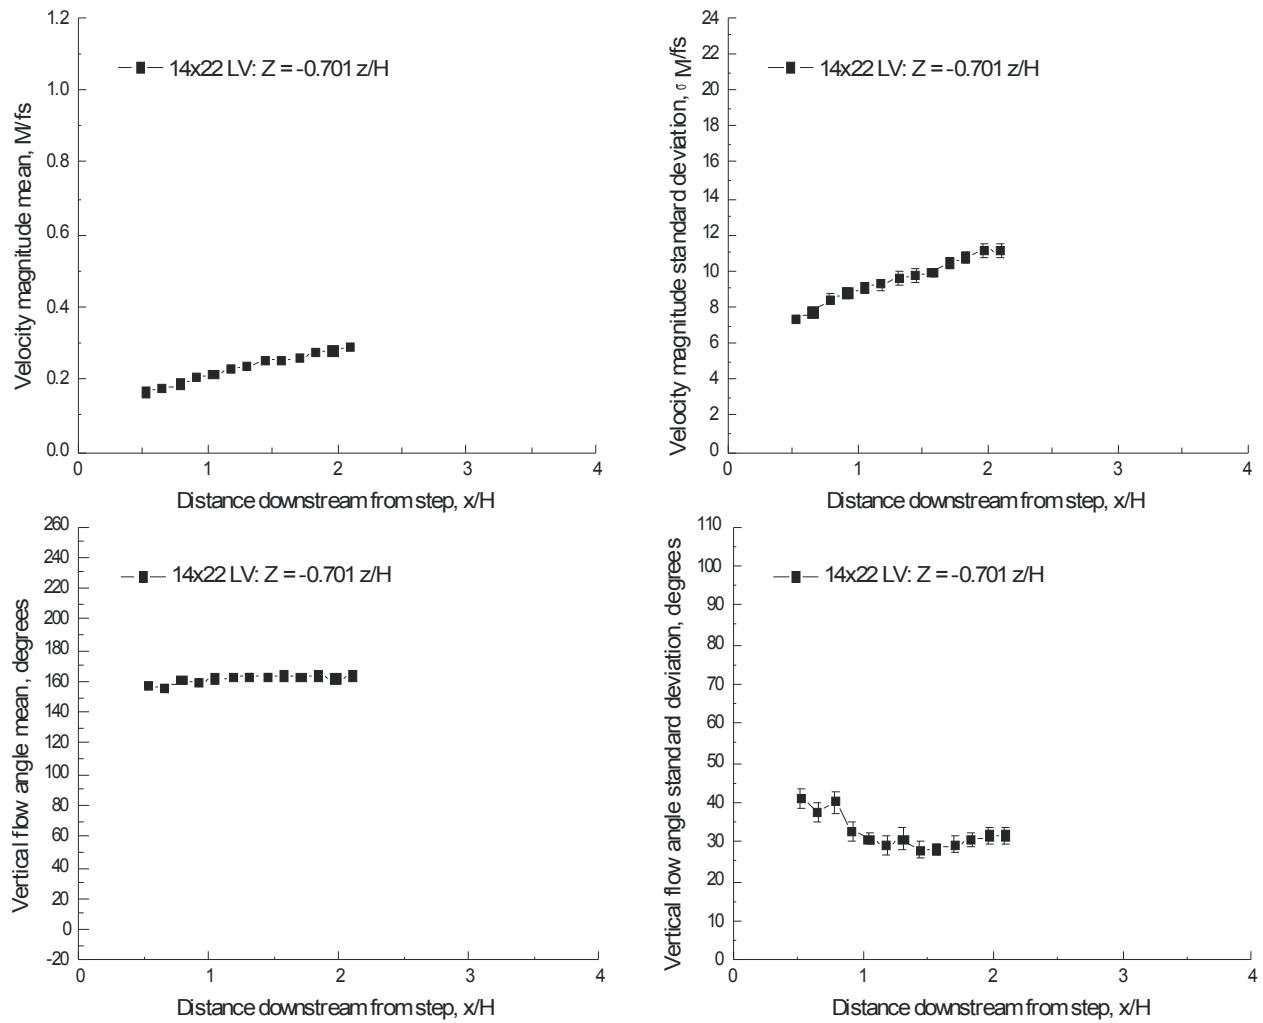 1.2
1.0
0.8
0.6
0.4
0.2
0.0
Velocity magnitude mean, M/fs
14x22 LV: Z = -0.701 z/H
0 1 2 3 4
Distance downstream from step, x/H
24
22
20
18
16
14
12
10
8
6
4
2
0
Velocity magnitude standard deviation, σ M/fs
14x22 LV: Z = -0.701 z/H
0 1 2 3 4
Distance downstream from step, x/H
260
240
220
200
180
160
140
120
100
80
60
40
20
0
-20
Vertical flow angle mean, degrees
14x22 LV: Z = -0.701 z/H
0 1 2 3 4
Distance downstream from step, x/H
110
100
90
80
70
60
50
40
30
20
10
0
Vertical flow angle standard deviation, degrees
14x22 LV: Z = -0.701 z/H
0 1 2 3 4
Distance downstream from step, x/H